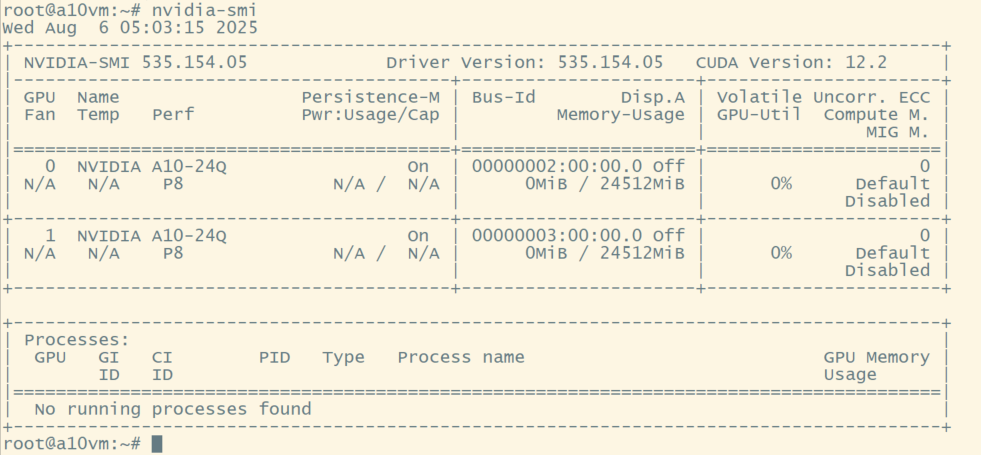 root@a10vm:~# nvidia-smi
Wed Aug  6 05:03:15 2025
+---------------------------------------------------------------------------------------+
| NVIDIA-SMI 535.154.05             Driver Version: 535.154.05   CUDA Version: 12.2     |
|-----------------------------------------+----------------------+----------------------+
| GPU  Name                 Persistence-M | Bus-Id        Disp.A | Volatile Uncorr. ECC |
| Fan  Temp   Perf          Pwr:Usage/Cap |         Memory-Usage | GPU-Util  Compute M. |
|                                         |                      |               MIG M. |
|=========================================+======================+======================|
|   0  NVIDIA A10-24Q                 On  | 00000002:00:00.0 Off |                    0 |
| N/A   N/A    P8              N/A /  N/A |      0MiB / 24512MiB |      0%      Default |
|                                         |                      |             Disabled |
+-----------------------------------------+----------------------+----------------------+
|   1  NVIDIA A10-24Q                 On  | 00000003:00:00.0 Off |                    0 |
| N/A   N/A    P8              N/A /  N/A |      0MiB / 24512MiB |      0%      Default |
|                                         |                      |             Disabled |
+-----------------------------------------+----------------------+----------------------+
+---------------------------------------------------------------------------------------+
| Processes:                                                                            |
|  GPU   GI   CI        PID   Type   Process name                            GPU Memory |
|        ID   ID                                                             Usage      |
|=======================================================================================|
|  No running processes found                                                           |
+---------------------------------------------------------------------------------------+
root@a10vm:~#